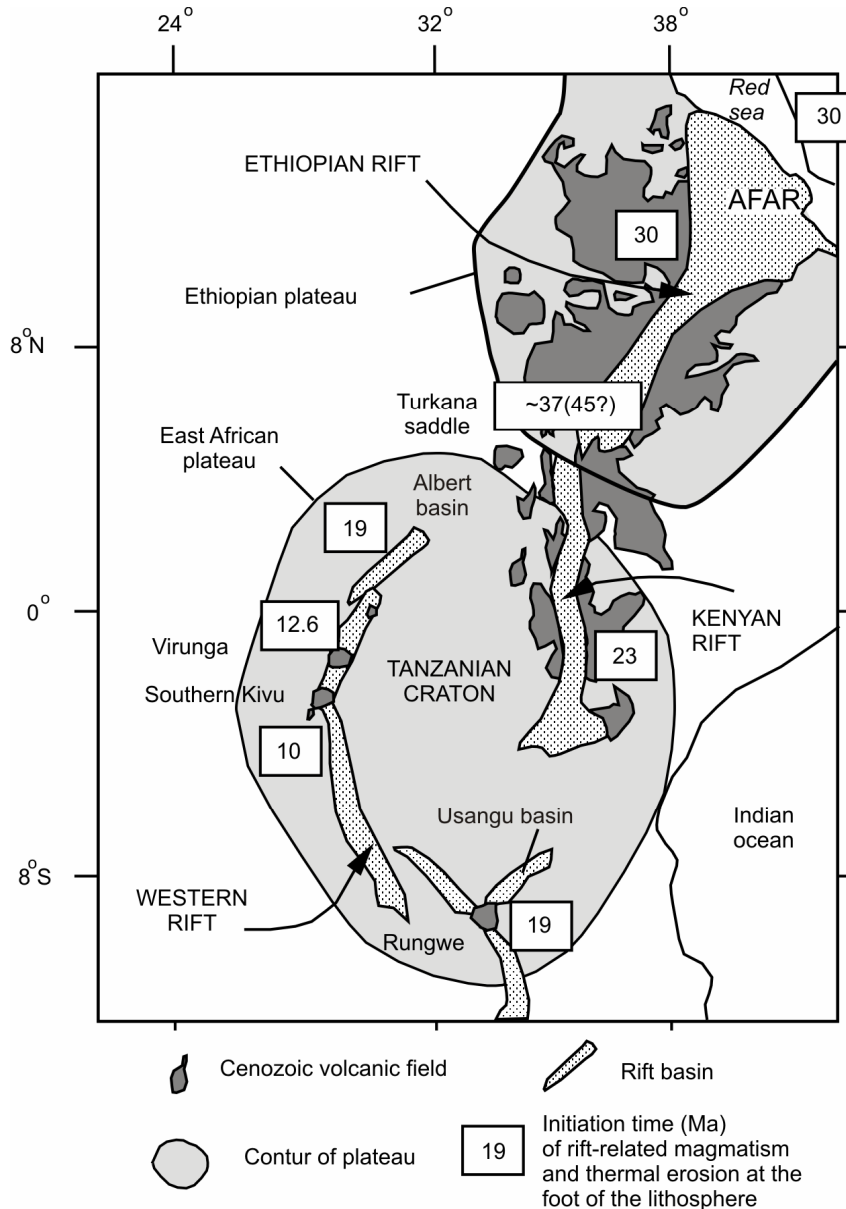 24°
32°
38°
Red
sea
30
ETHIOPIAN RIFT
AFAR
30
Ethiopian plateau
8°N
Turkana
saddle
~37(45?)
East African
plateau
Albert
basin
19
0°
12.6
KENYAN
RIFT
Virunga
TANZANIAN
CRATON
23
Southern Kivu
10
Usangu basin
Indian
ocean
8°S
WESTERN
RIFT
19
Rungwe
Cenozoic volcanic field
Rift basin
Contur of plateau
19
Initiation time (Ma)
of rift-related magmatism
and thermal erosion at the
foot of the lithosphere